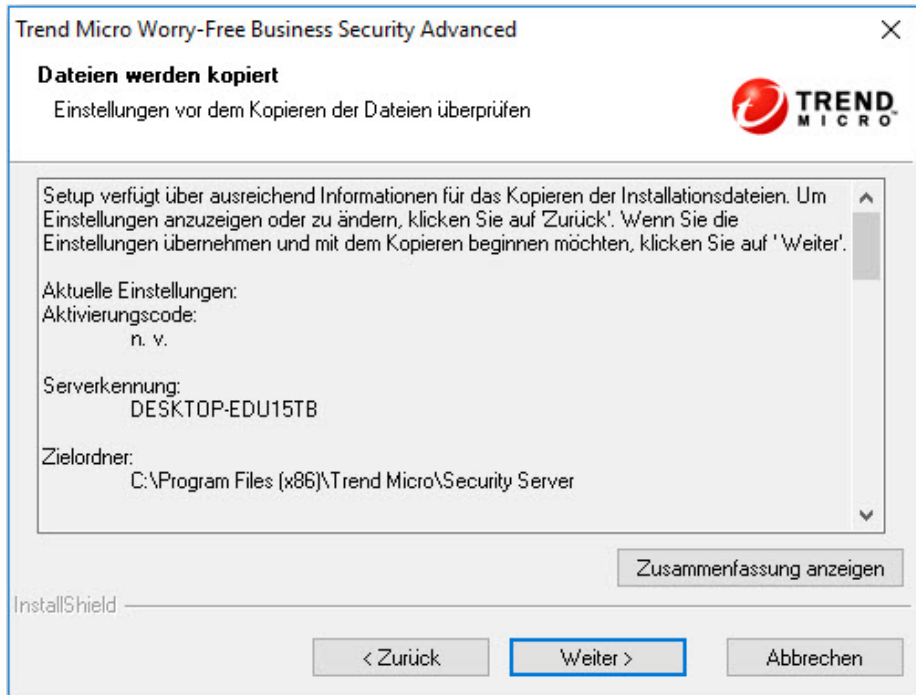 Trend Micro Worry-Free Business Security Advanced
Dateien werden kopiert
Einstellungen vor dem Kopieren der Dateien überprüfen
TREND
MICRO™
Setup verfügt über ausreichend Informationen für das Kopieren der Installationsdateien. Um
Einstellungen anzuzeigen oder zu ändern, klicken Sie auf 'Zurück'. Wenn Sie die
Einstellungen übernehmen und mit dem Kopieren beginnen möchten, klicken Sie auf ' Weiter'.
Aktuelle Einstellungen:
Aktivierungscode:
n. v.
Serverkennung:
DESKTOP-EDU15TB
Zielordner:
C:\Program Files (x86)\Trend Micro\Security Server
Zusammenfassung anzeigen
InstallShield
< Zurück
Weiter >
Abbrechen